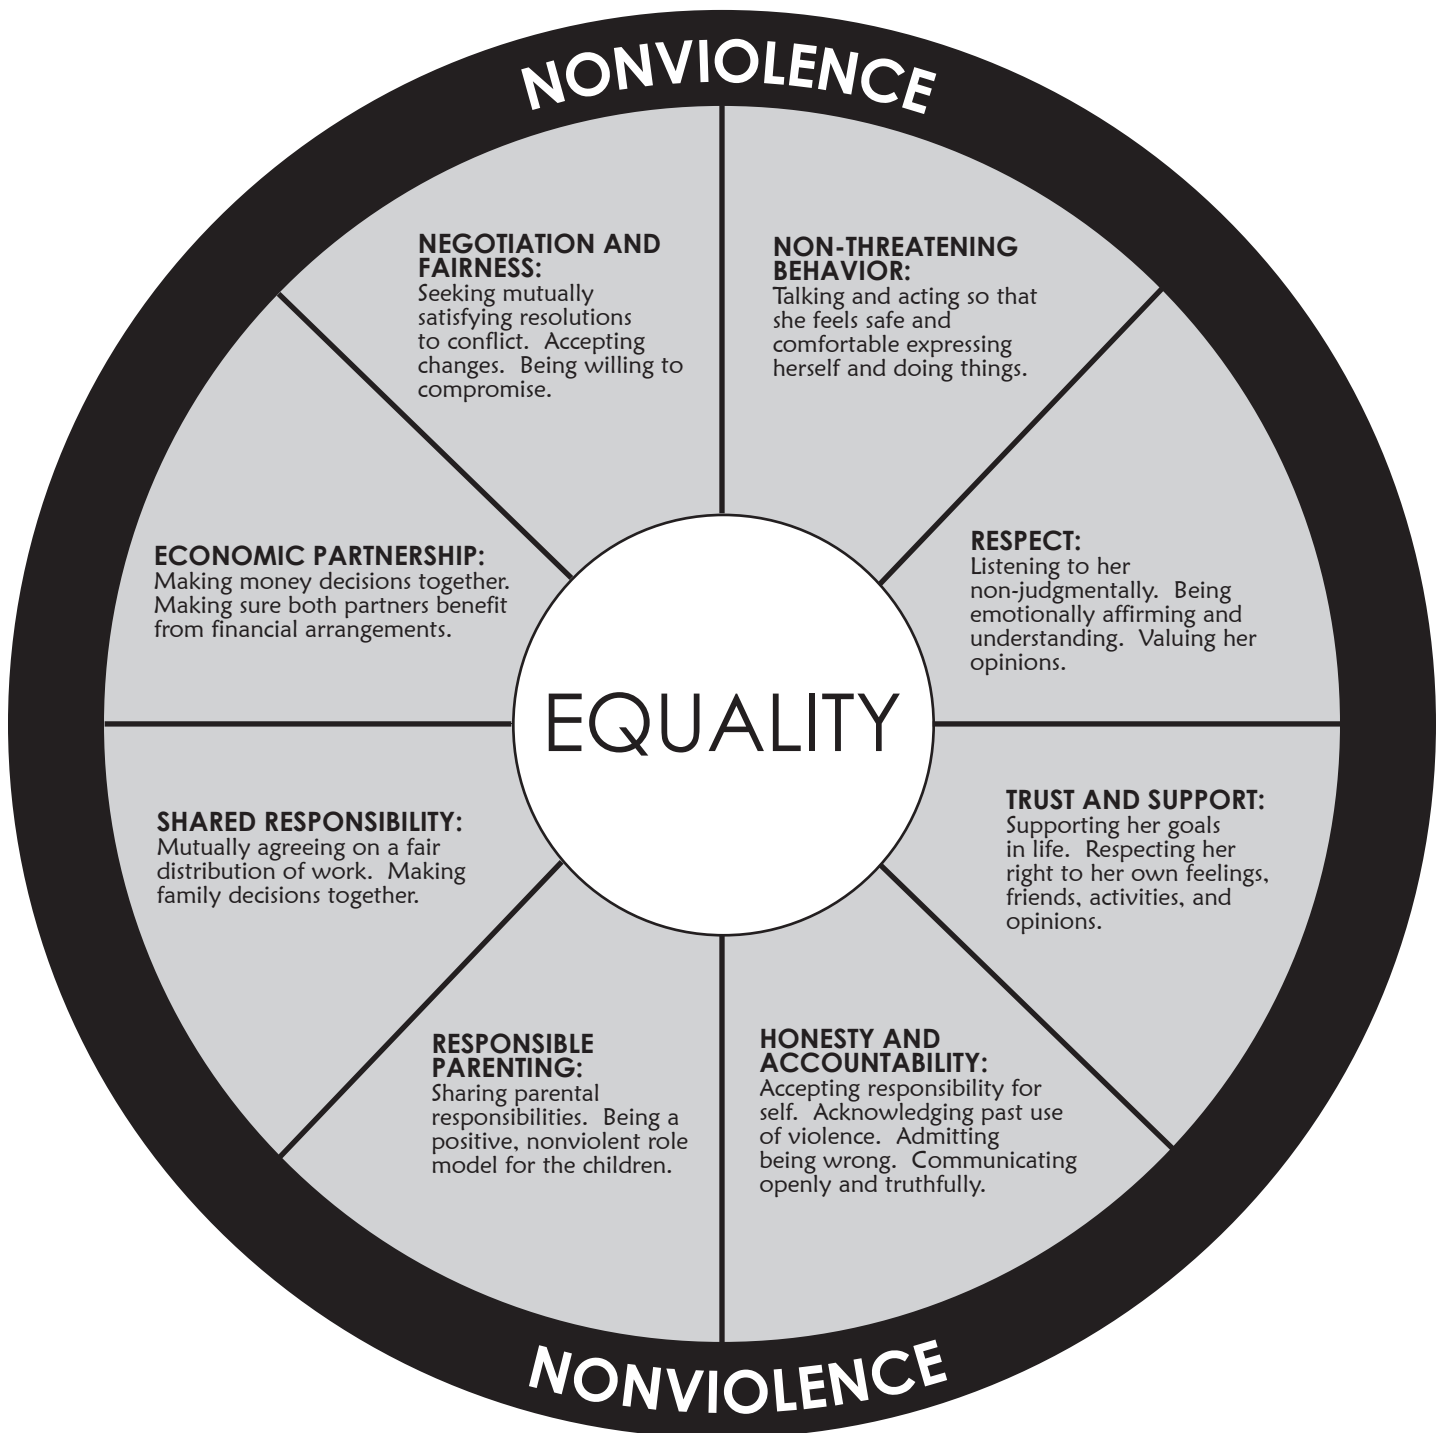 NONVIOLENCE
NEGOTIATION AND
FAIRNESS:
Seeking mutually
satisfying resolutions
to conflict.  Accepting
changes.  Being willing to
compromise.
NON-THREATENING
BEHAVIOR:
Talking and acting so that
she feels safe and
comfortable expressing
herself and doing things.
ECONOMIC PARTNERSHIP:
Making money decisions together.
Making sure both partners benefit
from financial arrangements.
RESPECT:
Listening to her
non-judgmentally.  Being
emotionally affirming and
understanding.  Valuing her
opinions.
EQUALITY
SHARED RESPONSIBILITY:
Mutually agreeing on a fair
distribution of work.  Making
family decisions together.
TRUST AND SUPPORT:
Supporting her goals
in life.  Respecting her
right to her own feelings,
friends, activities, and
opinions.
RESPONSIBLE
PARENTING:
Sharing parental
responsibilities.  Being a
positive, nonviolent role
model for the children.
HONESTY AND
ACCOUNTABILITY:
Accepting responsibility for
self.  Acknowledging past use
of violence.  Admitting
being wrong.  Communicating
openly and truthfully.
NONVIOLENCE